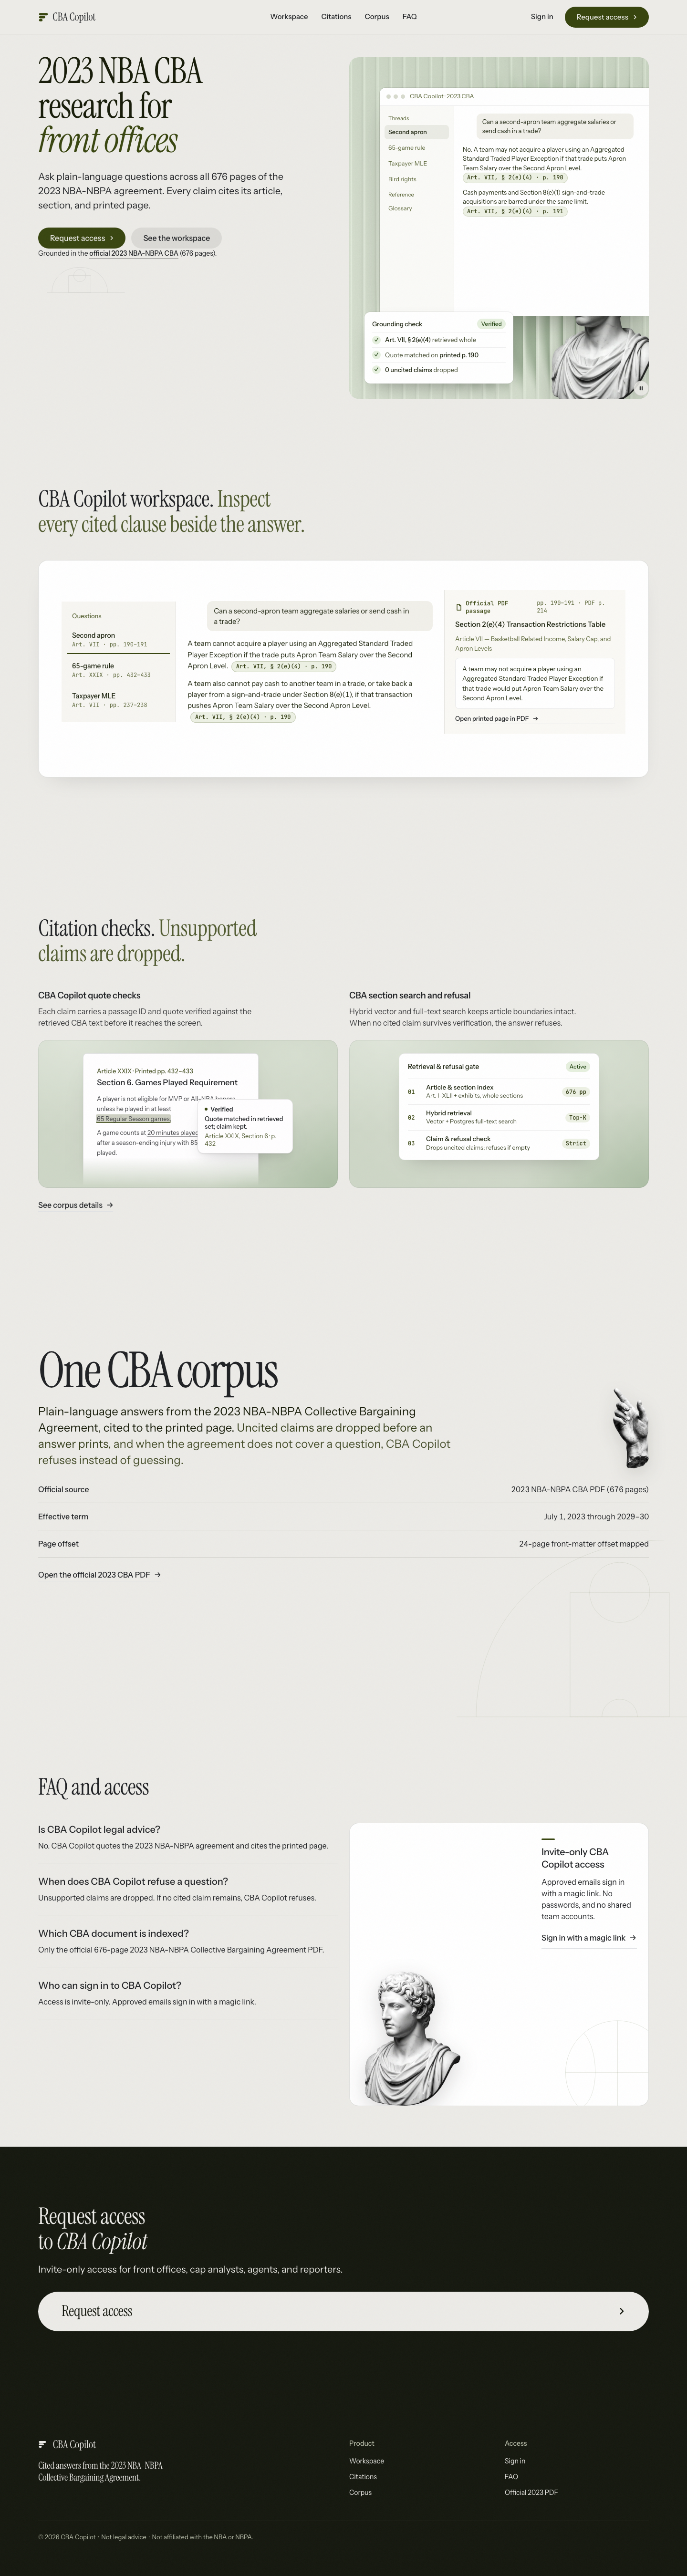 CBA Copilot
Workspace
Citations
Corpus
FAQ
Sign in
Request access
2023 NBA CBA
research for
front offices
Ask plain-language questions across all 676 pages of the
2023 NBA-NBPA agreement. Every claim cites its article,
section, and printed page.
Request access
See the workspace
Grounded in the official 2023 NBA-NBPA CBA (676 pages).
CBA Copilot · 2023 CBA
Threads
Second apron
65-game rule
Taxpayer MLE
Bird rights
Reference
Glossary
Can a second-apron team aggregate salaries or
send cash in a trade?
No. A team may not acquire a player using an Aggregated
Standard Traded Player Exception if that trade puts Apron
Team Salary over the Second Apron Level.
Art. VII, § 2(e)(4) · p. 190
Cash payments and Section 8(e)(1) sign-and-trade
acquisitions are barred under the same limit.
Art. VII, § 2(e)(4) · p. 191
Grounding check
Verified
Art. VII, § 2(e)(4) retrieved whole
Quote matched on printed p. 190
0 uncited claims dropped
CBA Copilot workspace. Inspect
every cited clause beside the answer.
Questions
Second apron
Art. VII · pp. 190–191
65-game rule
Art. XXIX · pp. 432–433
Taxpayer MLE
Art. VII · pp. 237–238
Can a second-apron team aggregate salaries or send cash in
a trade?
A team cannot acquire a player using an Aggregated Standard Traded
Player Exception if the trade puts Apron Team Salary over the Second
Apron Level. Art. VII, § 2(e)(4) · p. 190
A team also cannot pay cash to another team in a trade, or take back a
player from a sign-and-trade under Section 8(e)(1), if that transaction
pushes Apron Team Salary over the Second Apron Level.
Art. VII, § 2(e)(4) · p. 190
Official PDF
passage
pp. 190–191 · PDF p.
214
Section 2(e)(4) Transaction Restrictions Table
Article VII — Basketball Related Income, Salary Cap, and
Apron Levels
A team may not acquire a player using an
Aggregated Standard Traded Player Exception if
that trade would put Apron Team Salary over the
Second Apron Level.
Open printed page in PDF →
Citation checks. Unsupported
claims are dropped.
CBA Copilot quote checks
Each claim carries a passage ID and quote verified against the
retrieved CBA text before it reaches the screen.
CBA section search and refusal
Hybrid vector and full-text search keeps article boundaries intact.
When no cited claim survives verification, the answer refuses.
Article XXIX · Printed pp. 432–433
Section 6. Games Played Requirement
A player is not eligible for MVP or All-NBA honors
unless he played in at least
65 Regular Season games.
A game counts at 20 minutes played
after a season-ending injury with 85
played.
Verified
Quote matched in retrieved
set; claim kept.
Article XXIX, Section 6 · p.
432
Retrieval & refusal gate
Active
01
Article & section index
Art. I–XLII + exhibits, whole sections
676 pp
02
Hybrid retrieval
Vector + Postgres full-text search
Top-K
03
Claim & refusal check
Drops uncited claims; refuses if empty
Strict
See corpus details →
One CBA corpus
Plain-language answers from the 2023 NBA-NBPA Collective Bargaining
Agreement, cited to the printed page. Uncited claims are dropped before an
answer prints, and when the agreement does not cover a question, CBA Copilot
refuses instead of guessing.
Official source
2023 NBA-NBPA CBA PDF (676 pages)
Effective term
July 1, 2023 through 2029–30
Page offset
24-page front-matter offset mapped
Open the official 2023 CBA PDF →
FAQ and access
Is CBA Copilot legal advice?
No. CBA Copilot quotes the 2023 NBA-NBPA agreement and cites the printed page.
When does CBA Copilot refuse a question?
Unsupported claims are dropped. If no cited claim remains, CBA Copilot refuses.
Which CBA document is indexed?
Only the official 676-page 2023 NBA-NBPA Collective Bargaining Agreement PDF.
Who can sign in to CBA Copilot?
Access is invite-only. Approved emails sign in with a magic link.
Invite-only CBA
Copilot access
Approved emails sign in
with a magic link. No
passwords, and no shared
team accounts.
Sign in with a magic link →
Request access
to CBA Copilot
Invite-only access for front offices, cap analysts, agents, and reporters.
Request access
CBA Copilot
Cited answers from the 2023 NBA-NBPA
Collective Bargaining Agreement.
Product
Workspace
Citations
Corpus
Access
Sign in
FAQ
Official 2023 PDF
© 2026 CBA Copilot · Not legal advice · Not affiliated with the NBA or NBPA.